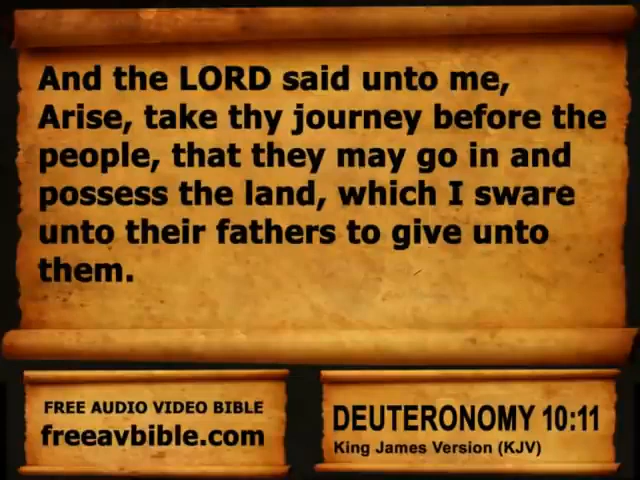 And the LORD said unto me,
Arise, take thy journey before the
people, that they may go in and
possess the land, which I sware
unto their fathers to give unto
them.
FREE AUDIO VIDEO BIBLE
freeavbible.com
DEUTERONOMY 10:11
King James Version (KJV)